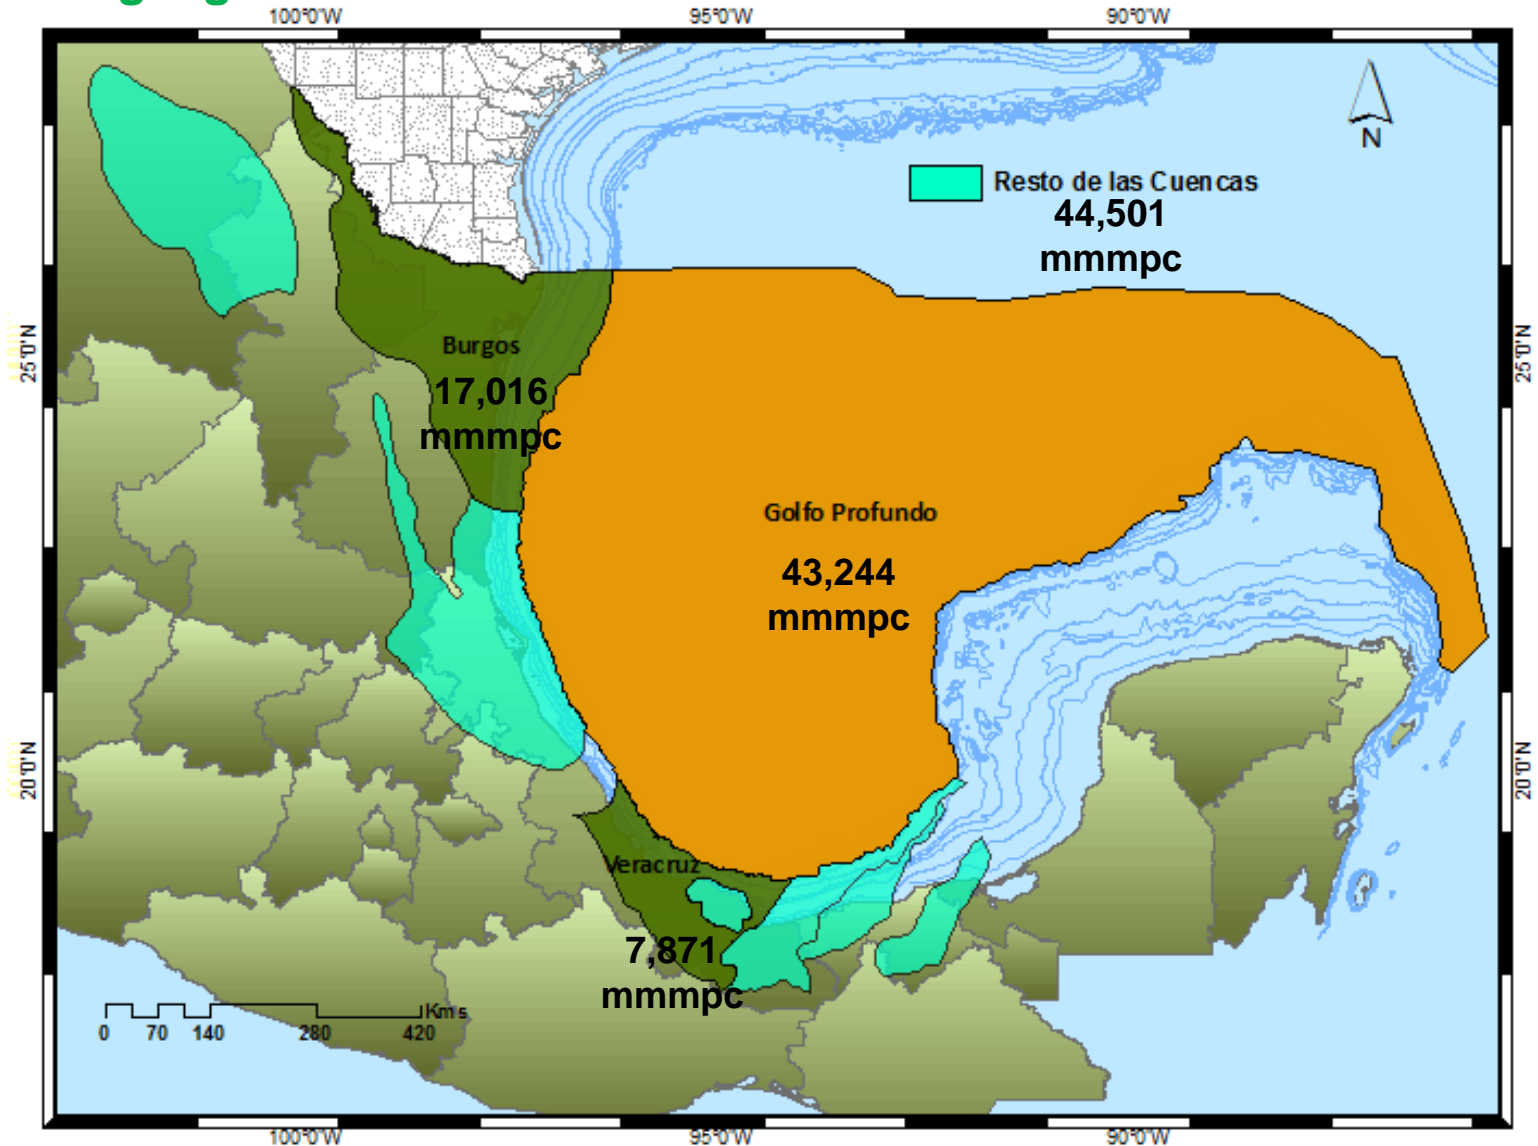 100°0'W 95°0'W 90°0'W
N
Resto de las Cuencas
44,501
mmmpc
25°0'N
25°0'N
Burgos
17,016
mmmpc
Golfo Profundo
43,244
mmmpc
20°0'N
20°0'N
Veracruz
7,871
mmmpc
Kms
0 70 140 280 420
100°0'W 95°0'W 90°0'W